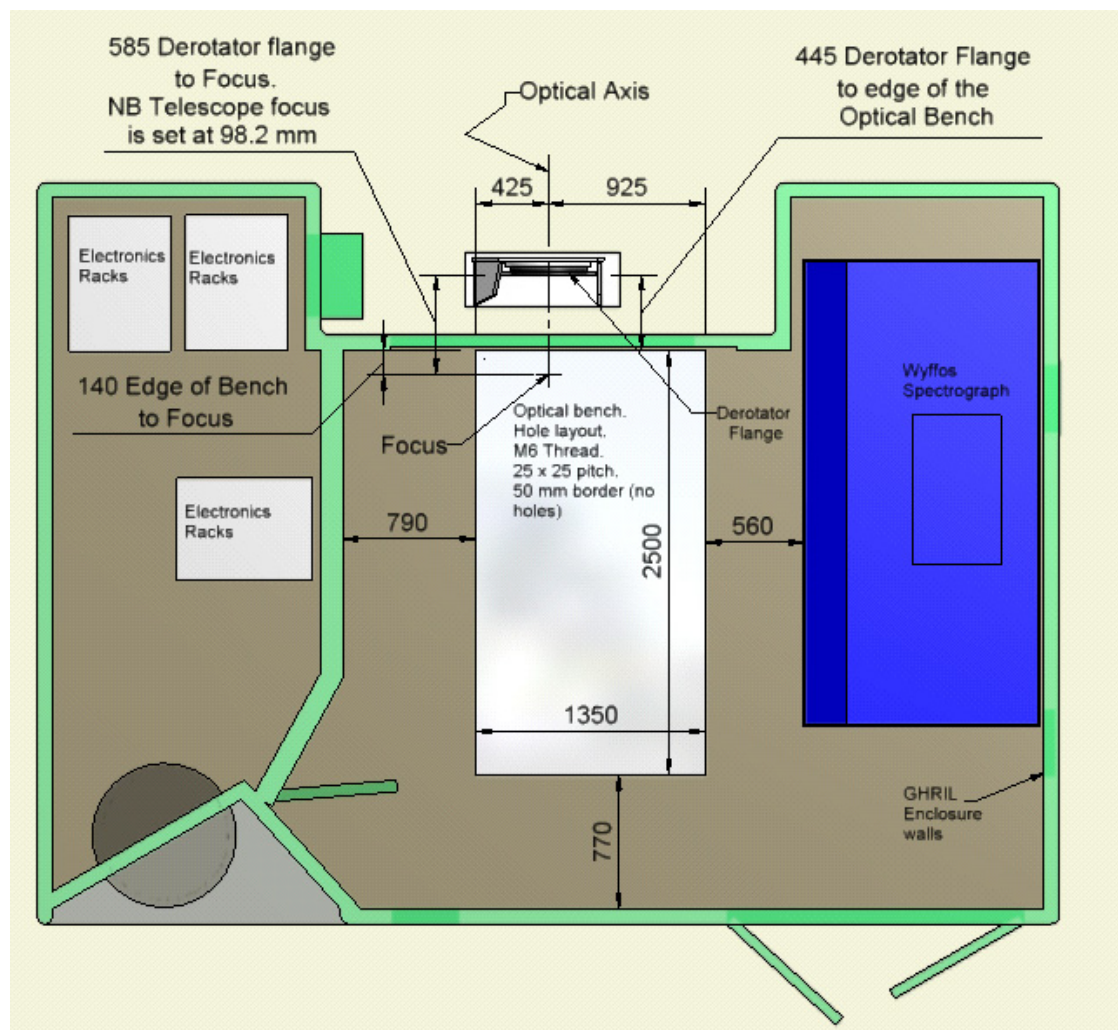 585 Derotator flange
to Focus.
NB Telescope focus
is set at 98.2 mm
Optical Axis
445 Derotator Flange
to edge of the
Optical Bench
425
925
Electronics
Racks
Electronics
Racks
140 Edge of Bench
to Focus
Focus
Optical bench.
Hole layout.
M6 Thread.
25 x 25 pitch.
50 mm border (no
holes)
Derotator
Flange
Wyffos
Spectrograph
Electronics
Racks
790
2500
560
1350
770
GHRIL
Enclosure
walls